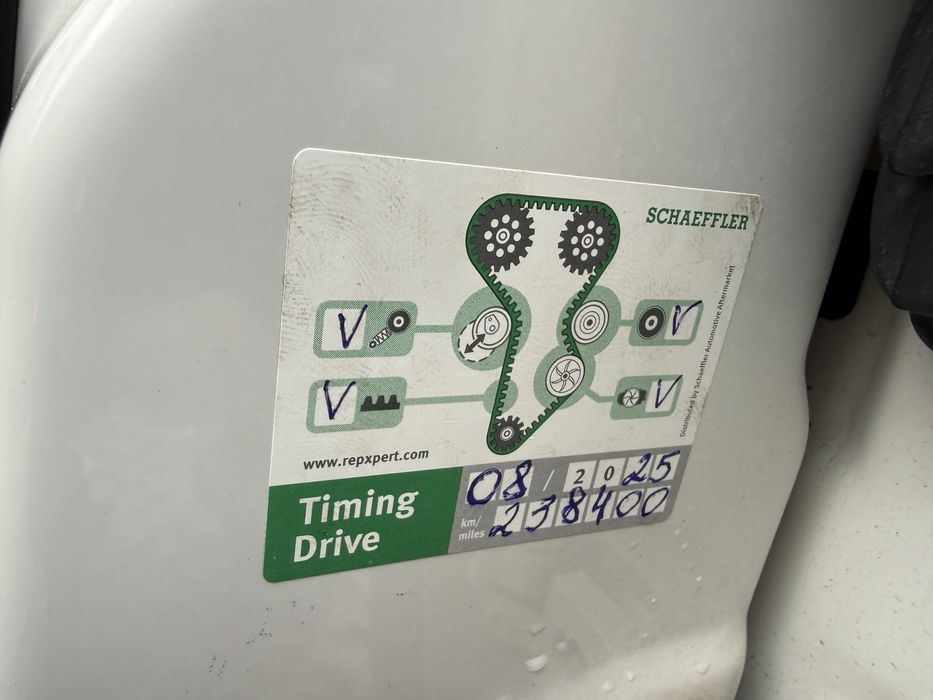 SCHAEFFLER
V
V
V
V
Distributed by Schaeffler Automotive Aftermarket
www.repxpert.com
Timing
Drive
08 / 2025
km/
miles 238400